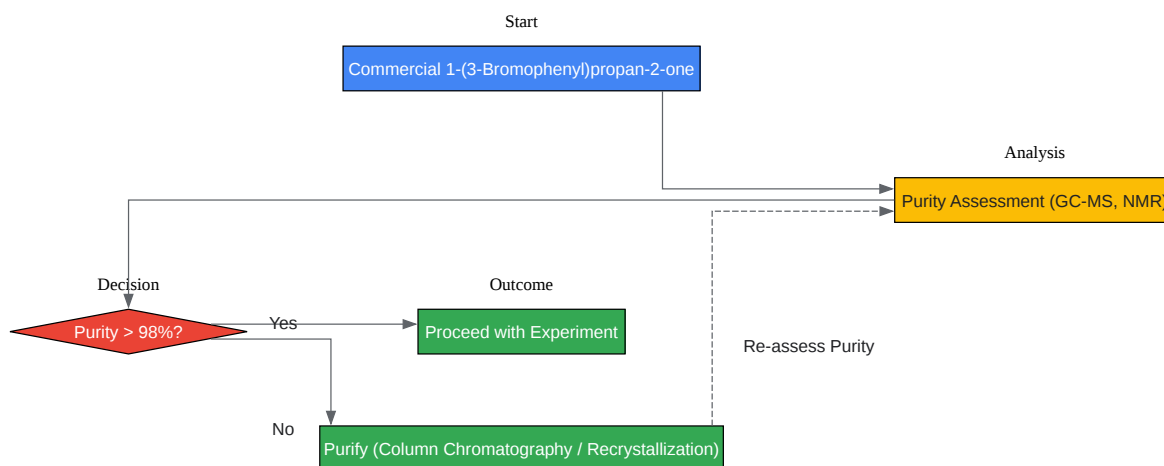 Start
Commercial 1-(3-Bromophenyl)propan-2-one
Analysis
Purity Assessment (GC-MS, NMR)
Decision
Outcome
Purity > 98%?
Yes
Proceed with Experiment
Re-assess Purity
No
Purify (Column Chromatography / Recrystallization)